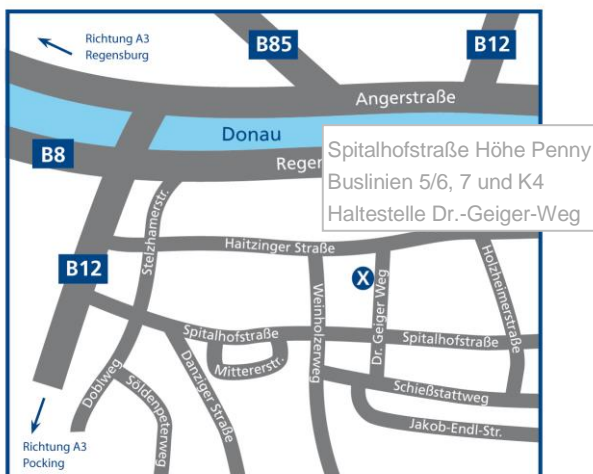 Richtung A3
Regensburg
B85
B12
Angerstraße
Donau
B8
Regen
Spitalhofstraße Höhe Penny
Buslinien 5/6, 7 und K4
Haltestelle Dr.-Geiger-Weg
Stelzhamerstr.
Haitzinger Straße
B12
X
Weinholzerweg
Dr. Geiger Weg
Holzheimerstraße
Spitalhofstraße
Spitalhofstraße
Mittererstr.
Danziger Straße
Doblweg
Söldenpeterweg
Schießstattweg
Jakob-Endl-Str.
Richtung A3
Pocking